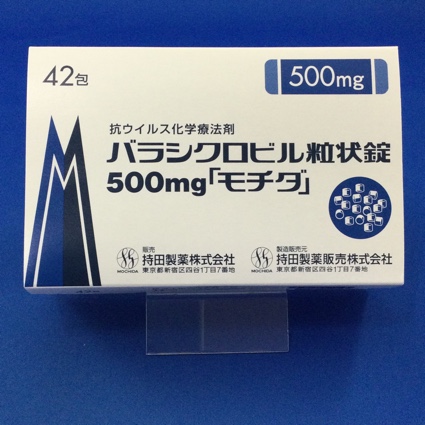 42包
500mg
抗ウイルス化学療法剤
バラシクロビル粒状錠
500mg「モチダ」
販売
持田製薬株式会社
東京都新宿区四谷1丁目7番地
MOCHIDA
製造販売元
持田製薬販売株式会社
東京都新宿区四谷1丁目7番地
MOCHIDA